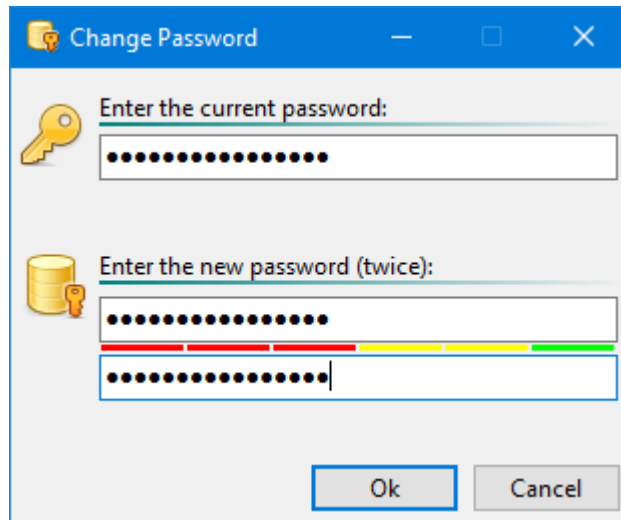 Change Password
Enter the current password:
●●●●●●●●●●●●●●●●
Enter the new password (twice):
●●●●●●●●●●●●●●●●
●●●●●●●●●●●●●●●●
Ok Cancel